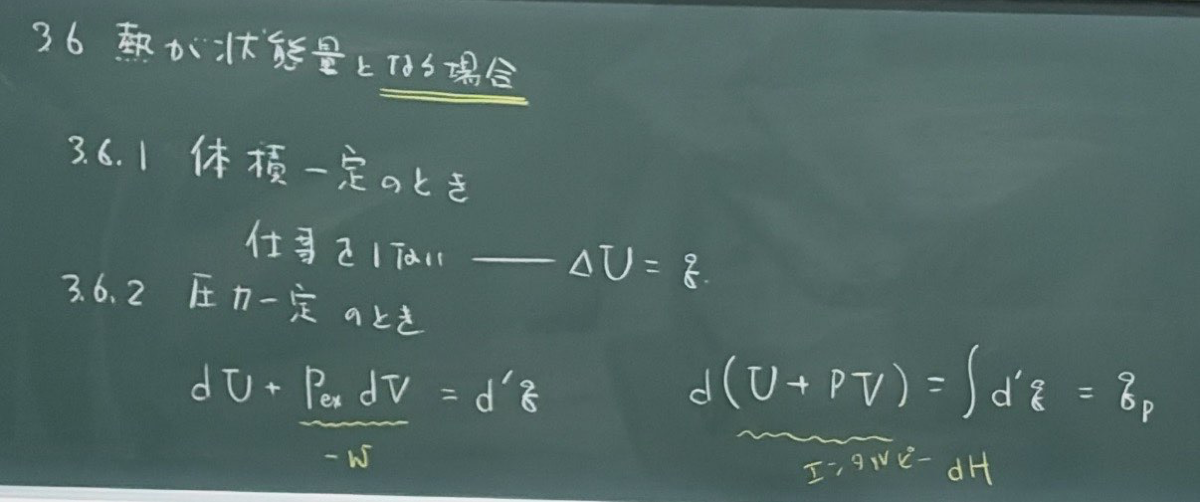 3.6 熱が状態量となる場合
3.6.1 体積一定のとき
仕事をしない —— ΔU = q.
3.6.2 圧力一定のとき
dU + Pex dV = d'q
-w
d(U + PV) = ∫d'q = qp
エンタルピー dH